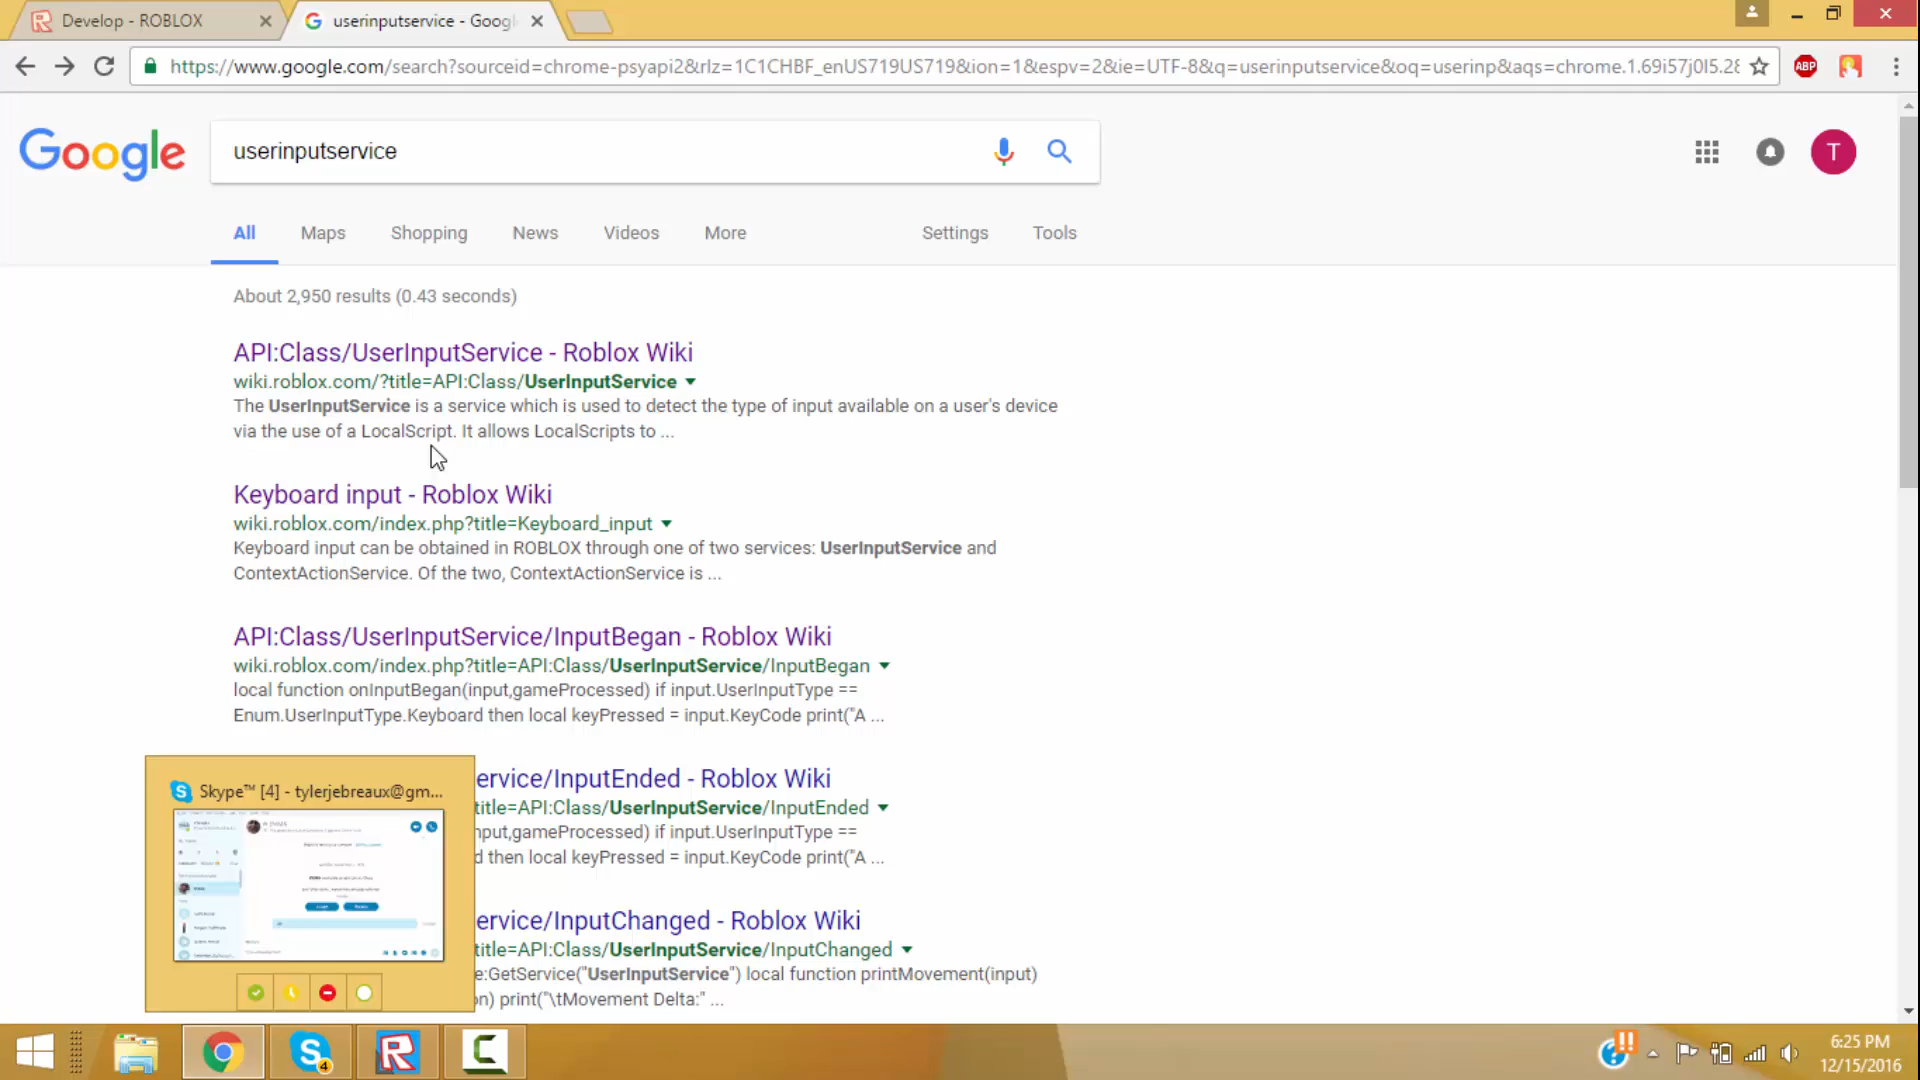 Develop - ROBLOX
userinputservice - Goog
https://www.google.com/search?sourceid=chrome-psyapi2&rlz=1C1CHBF_enUS719US719&ion=1&espv=2&ie=UTF-8&q=userinputservice&oq=userinp&aqs=chrome.1.69i57j0l5.28
ABP
Google
userinputservice
T
All
Maps
Shopping
News
Videos
More
Settings
Tools
About 2,950 results (0.43 seconds)
API:Class/UserInputService - Roblox Wiki
wiki.roblox.com/?title=API:Class/UserInputService
The UserInputService is a service which is used to detect the type of input available on a user's device
via the use of a LocalScript. It allows LocalScripts to ...
Keyboard input - Roblox Wiki
wiki.roblox.com/index.php?title=Keyboard_input
Keyboard input can be obtained in ROBLOX through one of two services: UserInputService and
ContextActionService. Of the two, ContextActionService is ...
API:Class/UserInputService/InputBegan - Roblox Wiki
wiki.roblox.com/index.php?title=API:Class/UserInputService/InputBegan
local function onInputBegan(input,gameProcessed) if input.UserInputType ==
Enum.UserInputType.Keyboard then local keyPressed = input.KeyCode print("A ...
ervice/InputEnded - Roblox Wiki
title=API:Class/UserInputService/InputEnded
nput,gameProcessed) if input.UserInputType ==
d then local keyPressed = input.KeyCode print("A ...
ervice/InputChanged - Roblox Wiki
title=API:Class/UserInputService/InputChanged
e:GetService("UserInputService") local function printMovement(input)
on) print("\tMovement Delta:" ...
Skype™ [4] - tylerjebreaux@gm...
4
6:25 PM
12/15/2016